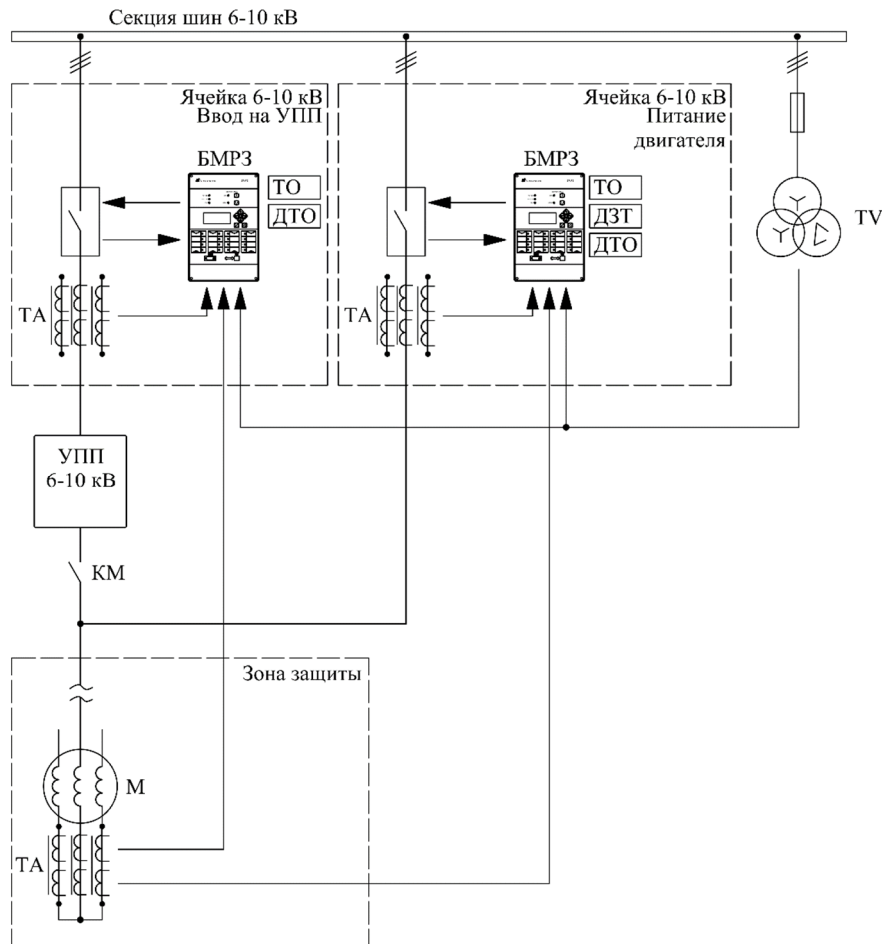 Секция шин 6-10 кВ
Ячейка 6-10 кВ
Ввод на УПП
БМРЗ
ТО
ДТО
ТА
Ячейка 6-10 кВ
Питание
двигателя
БМРЗ
ТО
ДЗТ
ДТО
ТА
TV
УПП
6-10 кВ
КМ
Зона защиты
М
ТА